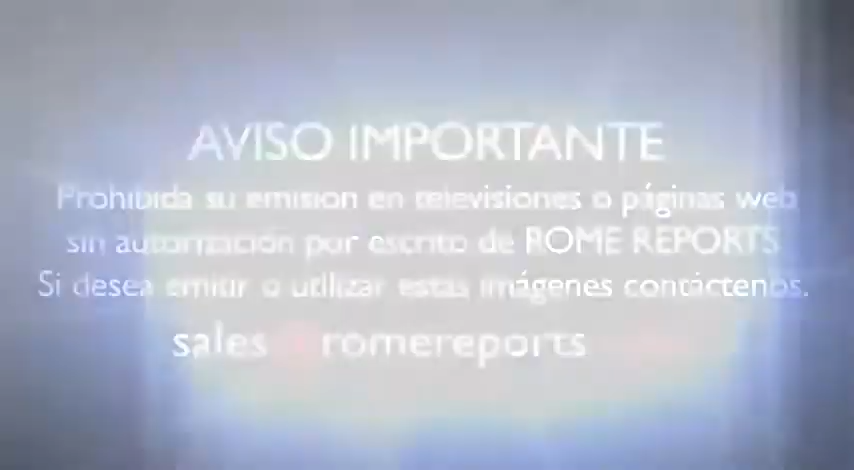 AVISO IMPORTANTE
Prohibida su emision en televisiones o páginas web
sin autorización por escrito de ROME REPORTS
Si desea emitir o utilizar estas imágenes contáctenos.
sales romereports